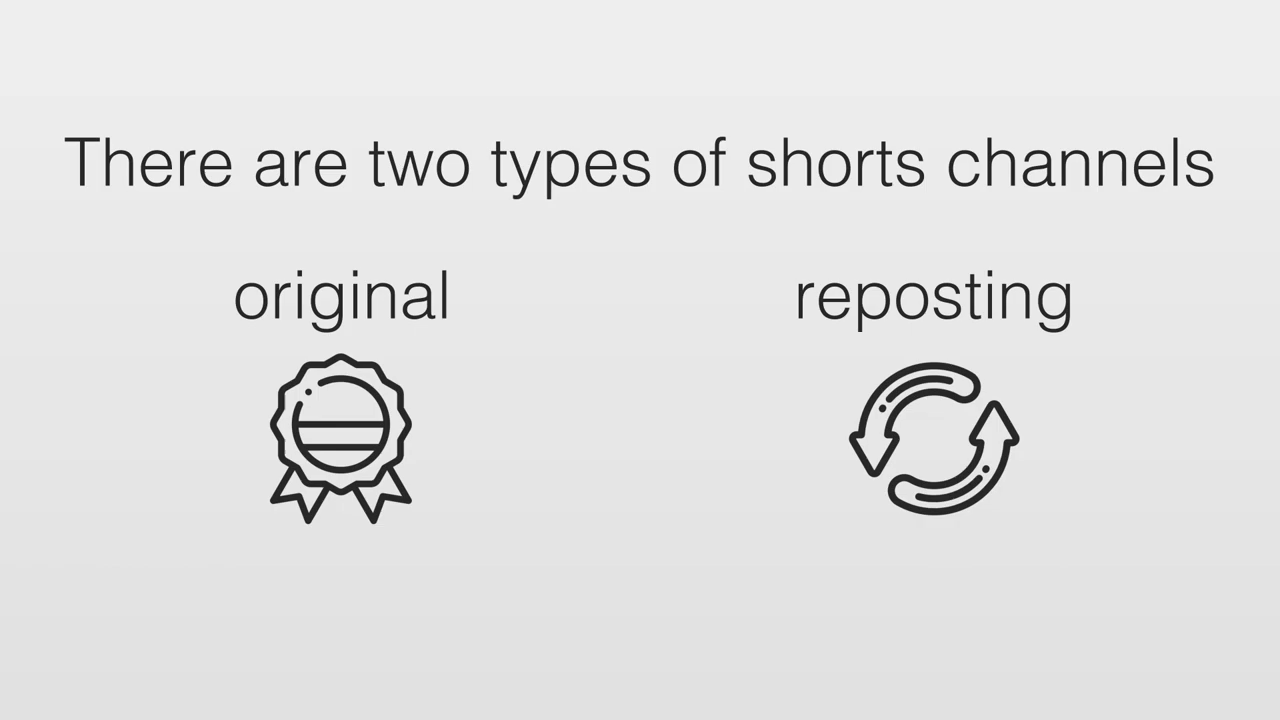 There are two types of shorts channels
original
reposting